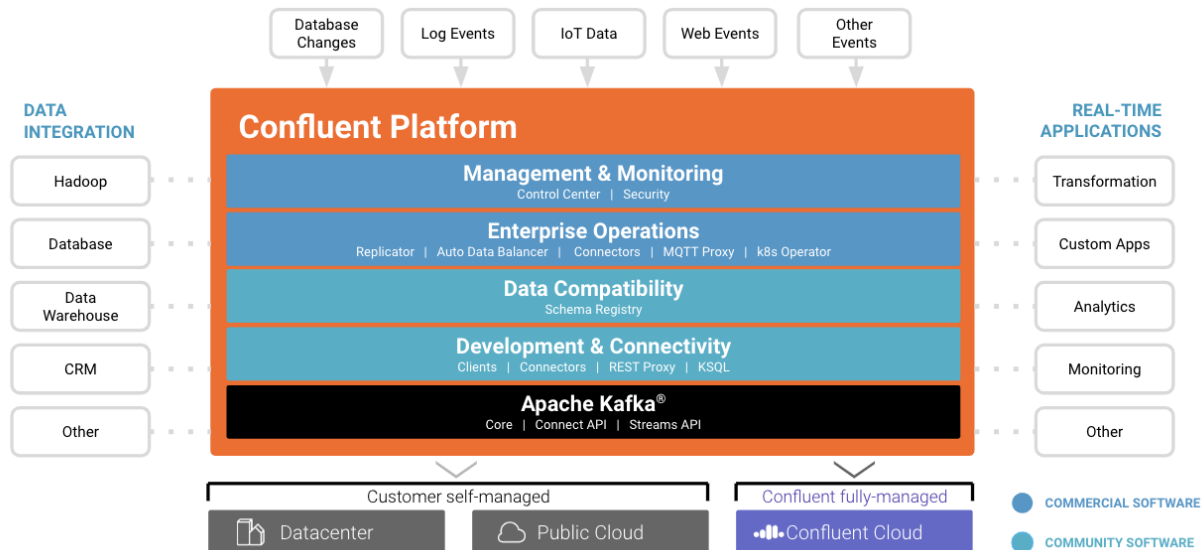 Database
Changes
Log Events
IoT Data
Web Events
Other
Events
DATA
INTEGRATION
Hadoop
Database
Data
Warehouse
CRM
Other
Confluent Platform
Management & Monitoring
Control Center | Security
Enterprise Operations
Replicator | Auto Data Balancer | Connectors | MQTT Proxy | k8s Operator
Data Compatibility
Schema Registry
Development & Connectivity
Clients | Connectors | REST Proxy | KSQL
Apache Kafka®
Core | Connect API | Streams API
REAL-TIME
APPLICATIONS
Transformation
Custom Apps
Analytics
Monitoring
Other
Customer self-managed
Datacenter
Public Cloud
Confluent fully-managed
Confluent Cloud
COMMERCIAL SOFTWARE
COMMUNITY SOFTWARE